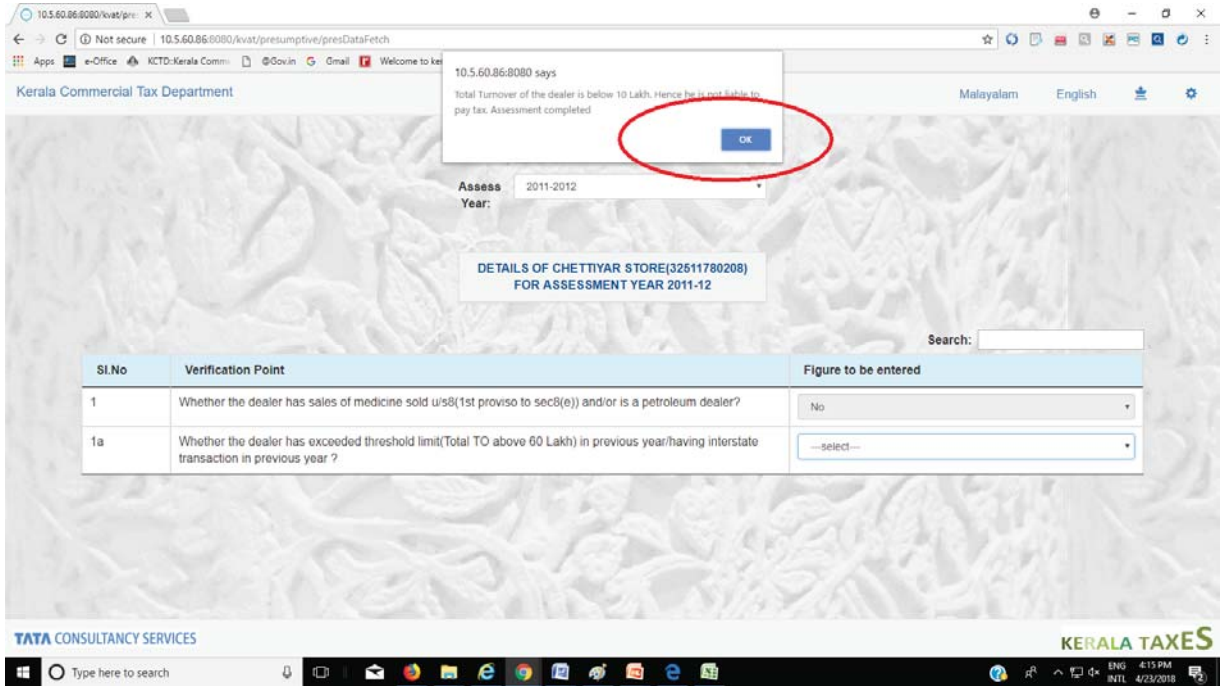 10.5.60.86:8080/kvat/pre: ×
Not secure | 10.5.60.86:8080/kvat/presumptive/presDataFetch
Apps e-Office KCTD:Kerala Comm @Gov.in G Gmail Welcome to ke
10.5.60.86:8080 says
Total Turnover of the dealer is below 10 Lakh. Hence he is not liable to
pay tax. Assessment completed
OK
Kerala Commercial Tax Department
Malayalam English
Assess
Year:
2011-2012
DETAILS OF CHETTIYAR STORE(32511780208)
FOR ASSESSMENT YEAR 2011-12
Search:
Sl.No Verification Point Figure to be entered
1 Whether the dealer has sales of medicine sold u/s8(1st proviso to sec8(e)) and/or is a petroleum dealer? No
1a Whether the dealer has exceeded threshold limit(Total TO above 60 Lakh) in previous year/having interstate
transaction in previous year ?
---select---
TATA CONSULTANCY SERVICES
KERALA TAXES
Type here to search
ENG 4:15 PM
INTL 4/23/2018